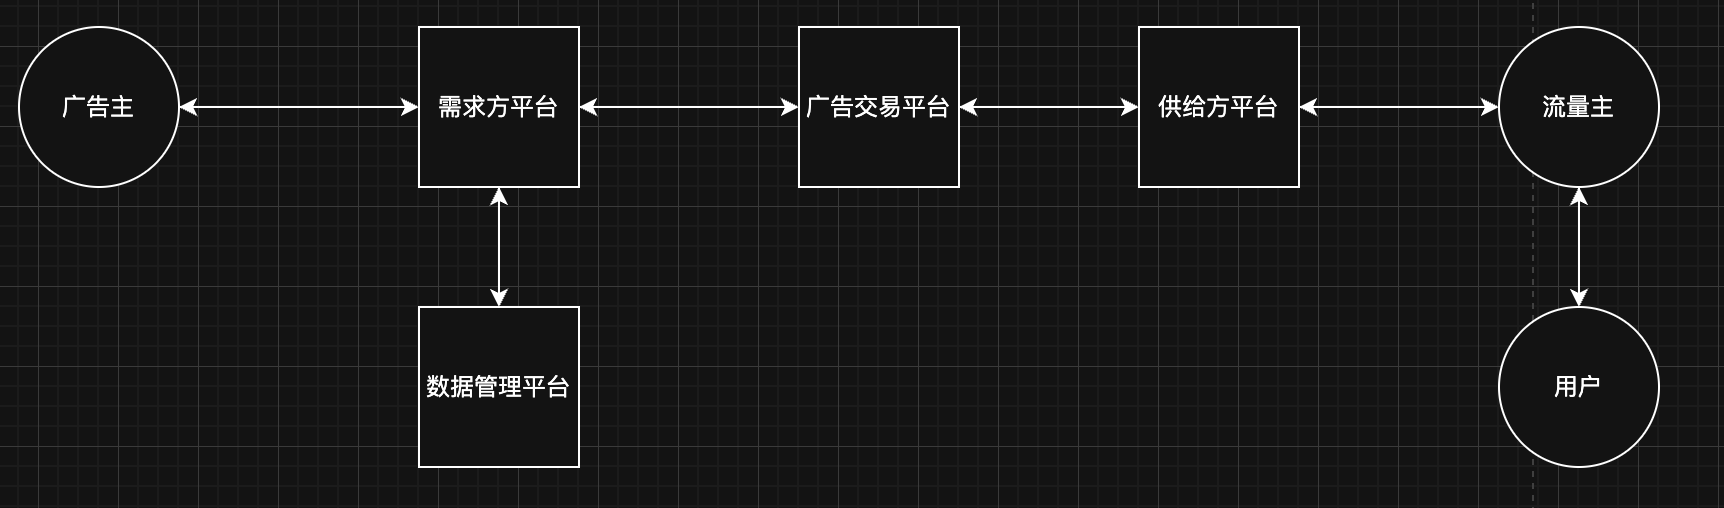 广告主
需求方平台
广告交易平台
供给方平台
流量主
数据管理平台
用户